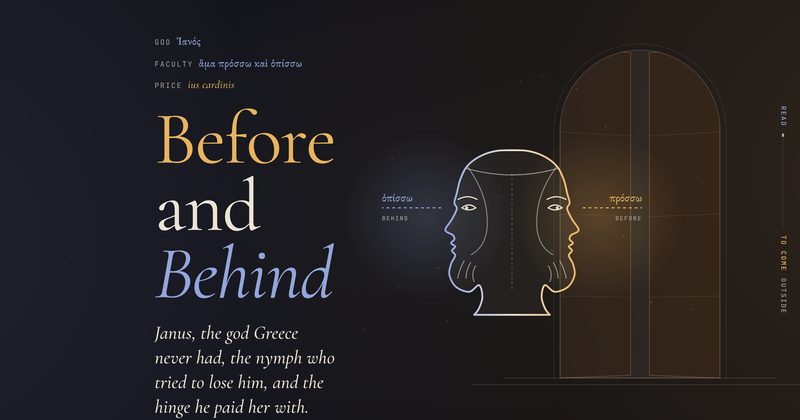 GOD Ἰανός
FACULTY ἅμα πρόσσω καὶ ὀπίσσω
PRICE ius cardinis
Before
and
Behind
Janus, the god Greece
never had, the nymph who
tried to lose him, and the
hinge he paid her with.
ὀπίσσω
BEHIND
πρόσσω
BEFORE
READ
TO COME OUTSIDE